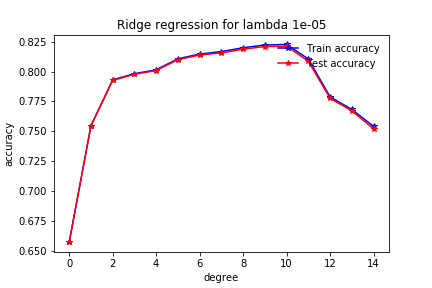 Ridge regression for lambda 1e-05
accuracy
0.825
0.800
0.775
0.750
0.725
0.700
0.675
0.650
Train accuracy
Test accuracy
0 2 4 6 8 10 12 14
degree